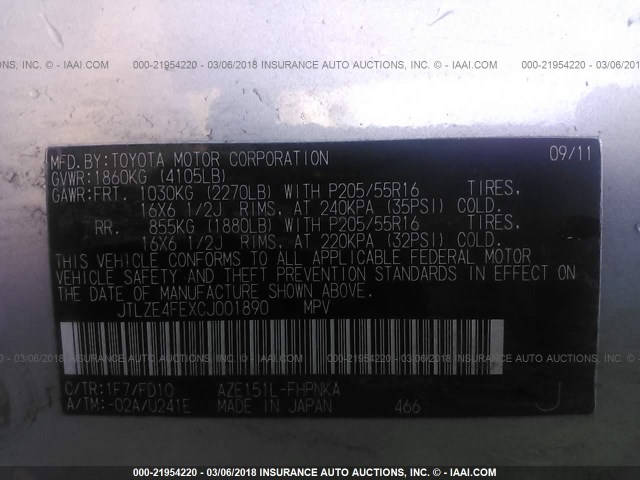 INC. © - IAAI.COM 000-21954220 - 03/06/2018 INSURANCE AUTO AUCTIONS, INC. © - IAAI.COM 000-21954220
MFD.BY:TOYOTA MOTOR CORPORATION 09/11
GVWR:1860KG (4105LB)
GAWR:FRT. 1030KG (2270LB) WITH P205/55R16 TIRES,
16X6 1/2J RIMS, AT 240KPA (35PSI) COLD.
RR. 855KG (1880LB) WITH P205/55R16 TIRES,
16X6 1/2J RIMS, AT 220KPA (32PSI) COLD.
THIS VEHICLE CONFORMS TO ALL APPLICABLE FEDERAL MOTOR
VEHICLE SAFETY AND THEFT PREVENTION STANDARDS IN EFFECT ON
THE DATE OF MANUFACTURE SHOWN ABOVE.
JTLZE4FEXCJ001890 MPV
C/TR:1F7/FD10 AZE151L-FHPNKA
A/TM:-02A/U241E MADE IN JAPAN 466 J
000-21954220 - 03/06/2018 INSURANCE AUTO AUCTIONS, INC. © - IAAI.COM